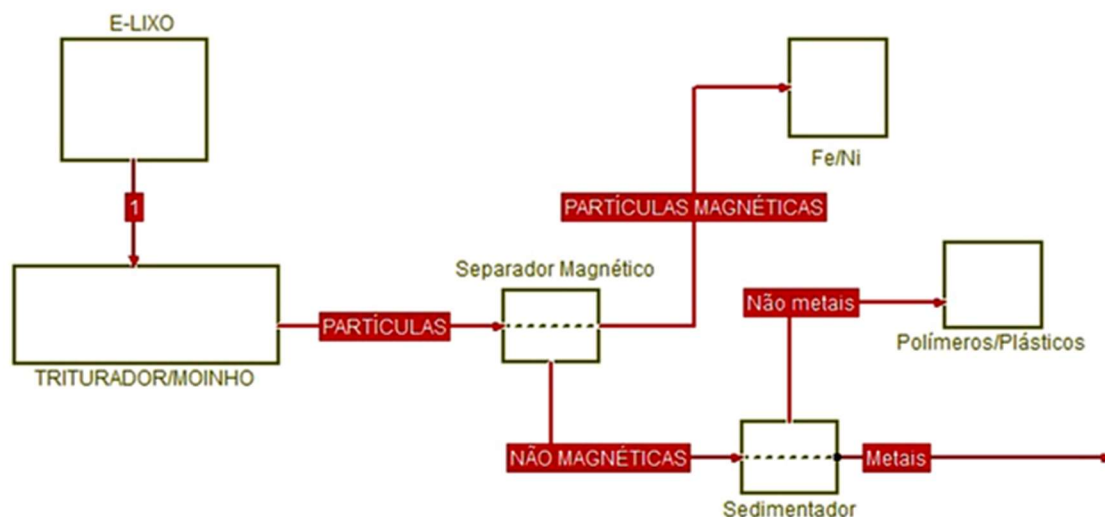 E-LIXO
1
TRITURADOR/MOINHO
PARTÍCULAS
Separador Magnético
PARTÍCULAS MAGNÉTICAS
Fe/Ni
NÃO MAGNÉTICAS
Não metais
Polímeros/Plásticos
Sedimentador
Metais